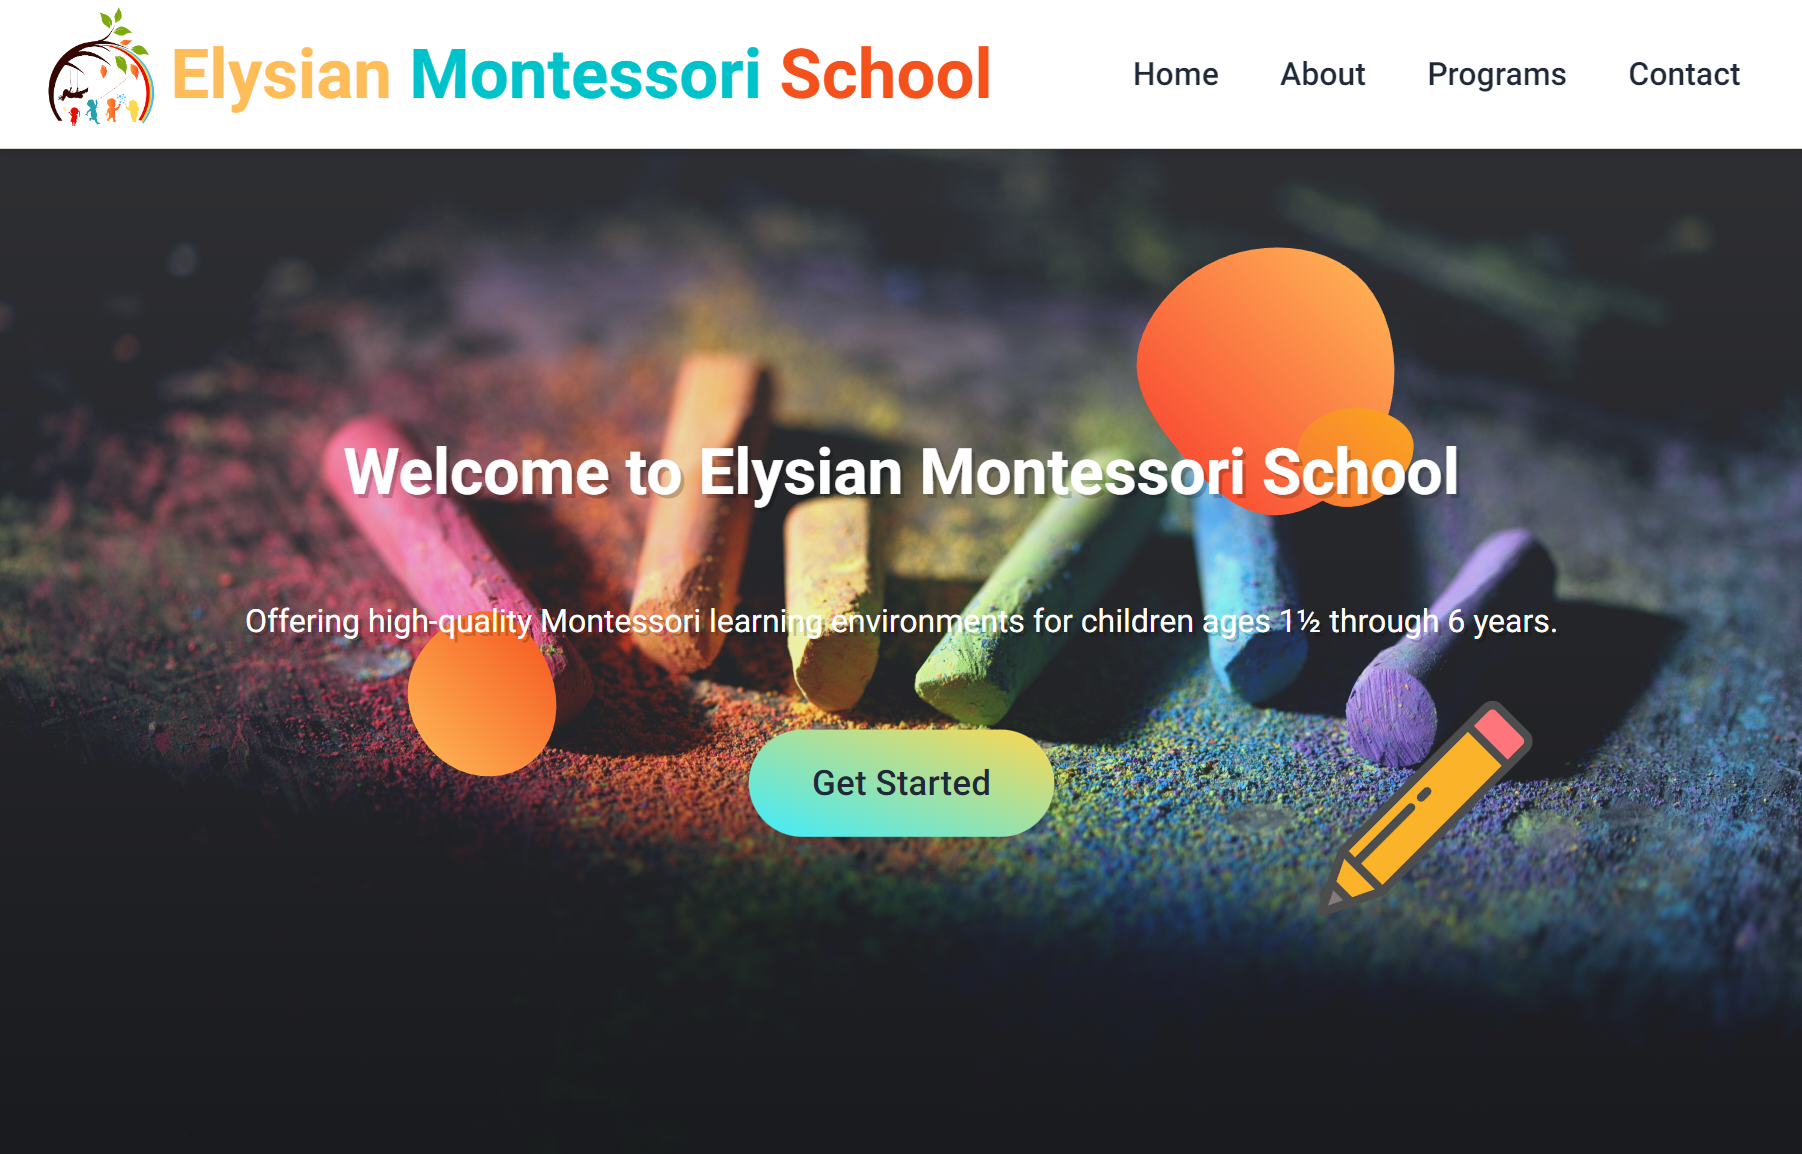 Elysian Montessori School
Home About Programs Contact
Welcome to Elysian Montessori School
Offering high-quality Montessori learning environments for children ages 1½ through 6 years.
Get Started